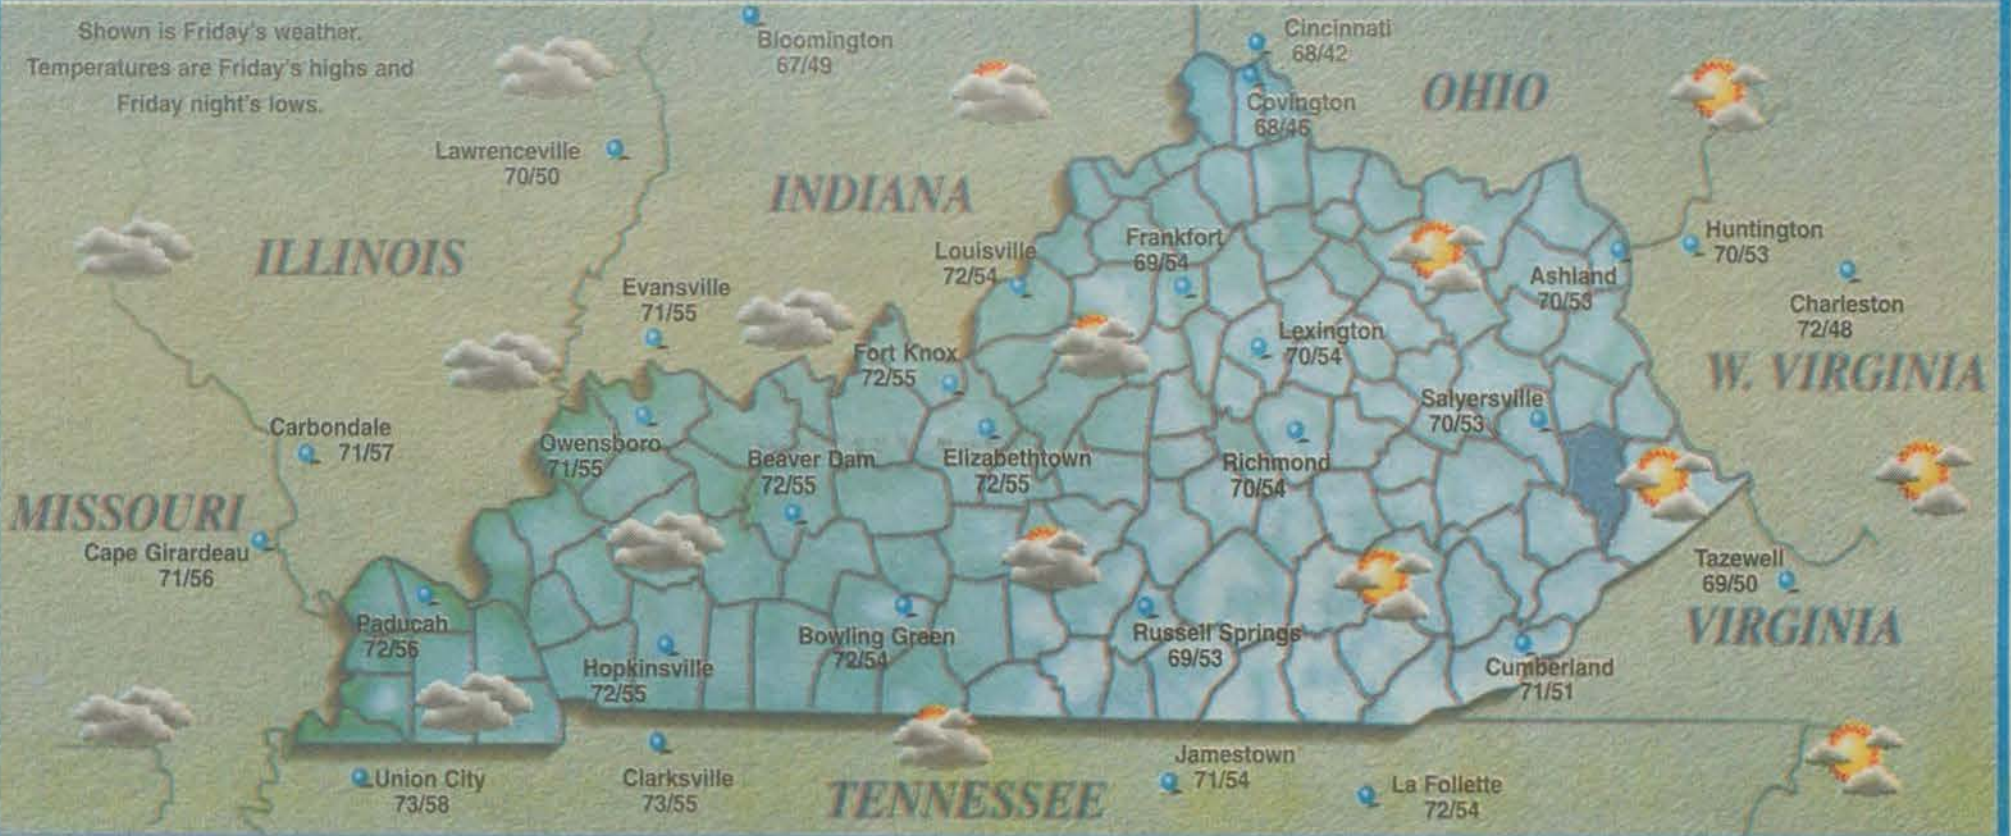 Shown is Friday's weather.
Temperatures are Friday's highs and
Friday night's lows.
Bloomington
67/49
Cincinnati
68/42
Covington
68/46
OHIO
Lawrenceville
70/50
INDIANA
ILLINOIS
Louisville
72/54
Frankfort
69/54
Huntington
70/53
Ashland
70/53
Charleston
72/48
Evansville
71/55
Lexington
70/54
Fort Knox
72/55
W. VIRGINIA
Salyersville
70/53
Carbondale
71/57
Owensboro
71/55
Beaver Dam
72/55
Elizabethtown
72/55
Richmond
70/54
MISSOURI
Cape Girardeau
71/56
Tazewell
69/50
VIRGINIA
Paducah
72/56
Hopkinsville
72/55
Bowling Green
72/54
Russell Springs
69/53
Cumberland
71/51
Union City
73/58
Clarksville
73/55
TENNESSEE
Jamestown
71/54
La Follette
72/54